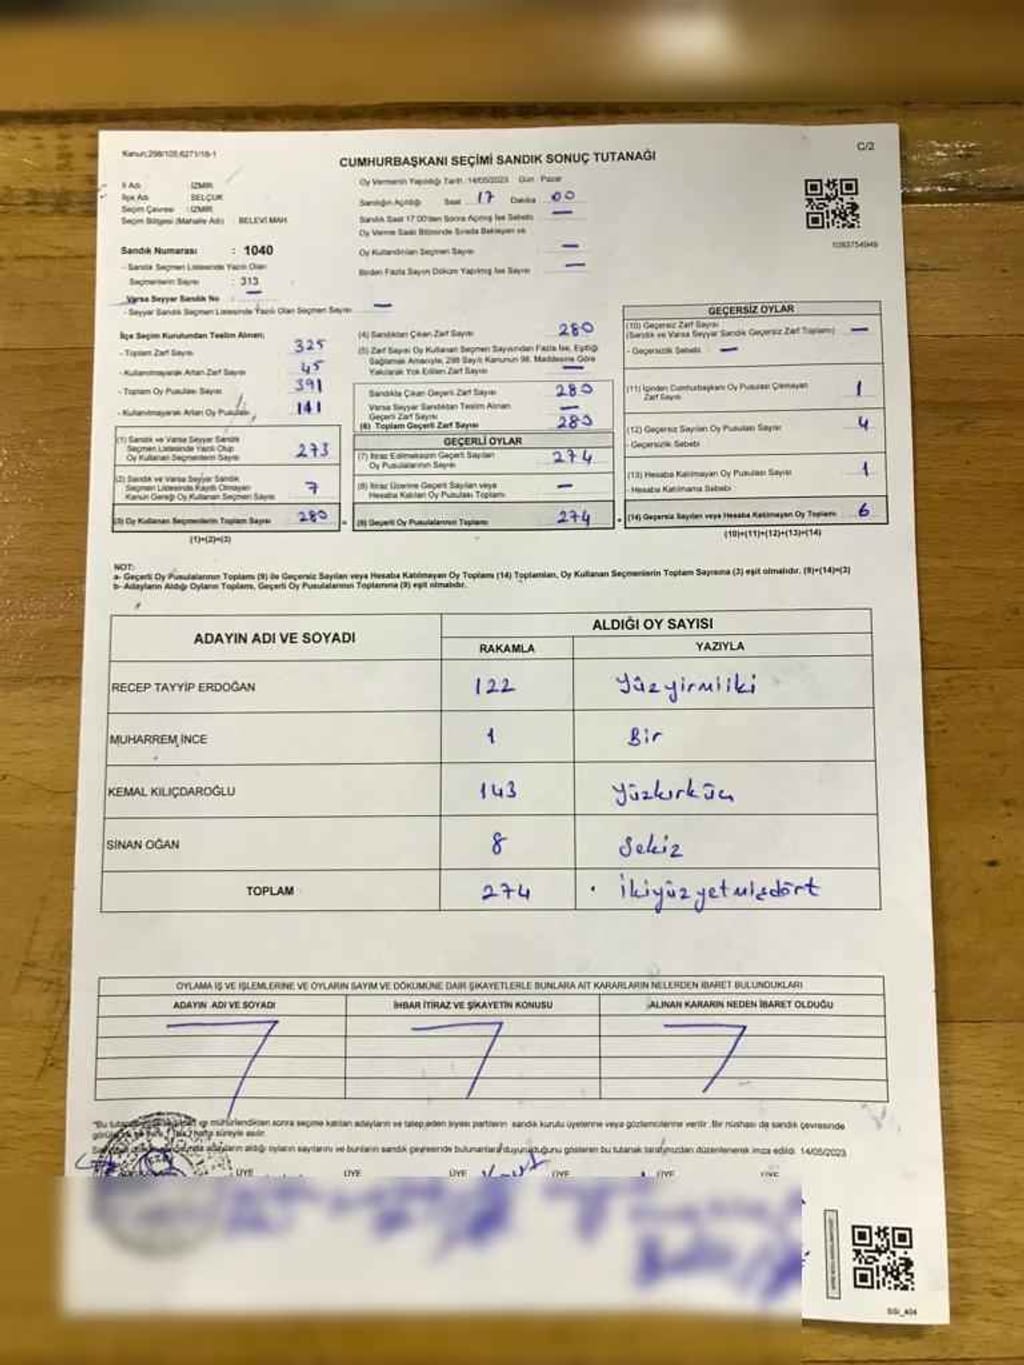 Kanun:298/105,6271/18-1
C/2
CUMHURBAŞKANI SEÇİMİ SANDIK SONUÇ TUTANAĞI
İl Adı : İZMİR
İlçe Adı : SELÇUK
Seçim Çevresi : İZMİR
Seçim Bölgesi (Mahalle Adı) : BELEVİ MAH.
Oy Vermenin Yapıldığı Tarih : 14/05/2023 Gün : Pazar
Sandığın Açıldığı Saat 17 Dakika 00
Sandık Saat 17:00'den Sonra Açılmış İse Sebebi —
Oy Verme Saati Bitiminde Sırada Bekleyen ve
Oy Kullandırılan Seçmen Sayısı —
Birden Fazla Sayım Döküm Yapılmış İse Sayısı —
Sandık Numarası : 1040
- Sandık Seçmen Listesinde Yazılı Olan
Seçmenlerin Sayısı : 313
Varsa Seyyar Sandık No —
- Seyyar Sandık Seçmen Listesinde Yazılı Olan Seçmen Sayısı —
İlçe Seçim Kurulundan Teslim Alınan;
- Toplam Zarf Sayısı 325
- Kullanılmayarak Artan Zarf Sayısı 45
- Toplam Oy Pusulası Sayısı 391
- Kullanılmayarak Artan Oy Pusulası 141
(1) Sandık ve Varsa Seyyar Sandık
Seçmen Listesinde Yazılı Olup
Oy Kullanan Seçmenlerin Sayısı 273
(2) Sandık ve Varsa Seyyar Sandık
Seçmen Listesinde Kayıtlı Olmayan
Kanun Gereği Oy Kullanan Seçmen Sayısı 7
(3) Oy Kullanan Seçmenlerin Toplam Sayısı 280
(1)+(2)=(3)
(4) Sandıktan Çıkan Zarf Sayısı 280
(5) Zarf Sayısı Oy Kullanan Seçmen Sayısından Fazla İse, Eşitliği
Sağlamak Amacıyla, 298 Sayılı Kanunun 98. Maddesine Göre
Yakılarak Yok Edilen Zarf Sayısı —
Sandıkta Çıkan Geçerli Zarf Sayısı 280
Varsa Seyyar Sandıktan Teslim Alınan
Geçerli Zarf Sayısı —
(6) Toplam Geçerli Zarf Sayısı 280
GEÇERLİ OYLAR
(7) İtiraz Edilmeksizin Geçerli Sayılan
Oy Pusulalarının Sayısı 274
(8) İtiraz Üzerine Geçerli Sayılan veya
Hesaba Katılan Oy Pusulası Toplamı —
(9) Geçerli Oy Pusulalarının Toplamı 274
GEÇERSİZ OYLAR
(10) Geçersiz Zarf Sayısı
(Sandık ve Varsa Seyyar Sandık Geçersiz Zarf Toplamı) —
- Geçersizlik Sebebi —
(11) İçinden Cumhurbaşkanı Oy Pusulası Çıkmayan
Zarf Sayısı 1
(12) Geçersiz Sayılan Oy Pusulası Sayısı 4
- Geçersizlik Sebebi
(13) Hesaba Katılmayan Oy Pusulası Sayısı 1
- Hesaba Katılmama Sebebi
(14) Geçersiz Sayılan veya Hesaba Katılmayan Oy Toplamı 6
(10)+(11)+(12)+(13)=(14)
NOT:
a- Geçerli Oy Pusulalarının Toplamı (9) ile Geçersiz Sayılan veya Hesaba Katılmayan Oy Toplamı (14) Toplamları, Oy Kullanan Seçmenlerin Toplam Sayısına (3) eşit olmalıdır. (9)+(14)=(3)
b- Adayların Aldığı Oyların Toplamı, Geçerli Oy Pusulalarının Toplamına (9) eşit olmalıdır.
ADAYIN ADI VE SOYADI
ALDIĞI OY SAYISI
RAKAMLA YAZIYLA
RECEP TAYYİP ERDOĞAN 122 Yüzyirmiiki
MUHARREM İNCE 1 Bir
KEMAL KILIÇDAROĞLU 143 Yüzkırküç
SİNAN OĞAN 8 Sekiz
TOPLAM 274 İkiyüzyetmişdört
OYLAMA İŞ VE İŞLEMLERİNE VE OYLARIN SAYIM VE DÖKÜMÜNE DAİR ŞİKAYETLERLE BUNLARA AİT KARARLARIN NELERDEN İBARET BULUNDUKLARI
ADAYIN ADI VE SOYADI İHBAR İTİRAZ VE ŞİKAYETİN KONUSU ALINAN KARARIN NEDEN İBARET OLDUĞU
mühürlendikten sonra seçime katılan adayların ve talep eden siyasi partilerin sandık kurulu üyelerine veya gözlemcilerine verilir. Bir nüshası da sandık çevresinde
hafta süreyle asılır.
adayların aldığı oyların sayılarını ve bunların sandık çevresinde bulunanlara duyurulduğunu gösteren bu tutanak tarafımızdan düzenlenerek imza edildi. 14/05/2023
ÜYE ÜYE ÜYE ÜYE ÜYE ÜYE